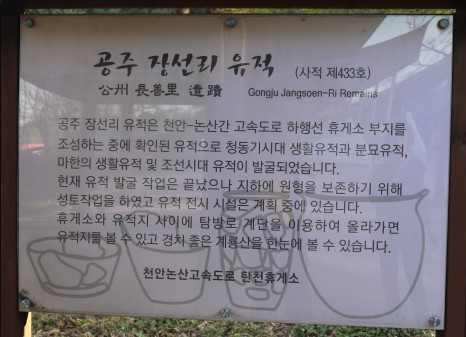 공주 장선리 유적 (사적 제433호)
公州 長善里 遺蹟 Gongju Jangsoen-Ri Remains
공주 장선리 유적은 천안-논산간 고속도로 하행선 휴게소 부지를
조성하는 중에 확인된 유적으로 청동기시대 생활유적과 분묘유적,
마한의 생활유적 및 조선시대 유적이 발굴되었습니다.
현재 유적 발굴 작업은 끝났으나 지하에 원형을 보존하기 위해
성토작업을 하였고 유적 전시 시설은 계획 중에 있습니다.
휴게소와 유적지 사이에 탐방로 계단을 이용하여 올라가면
유적지를 볼 수 있고 경치 좋은 계룡산을 한눈에 볼 수 있습니다.
천안논산고속도로 탄천휴게소